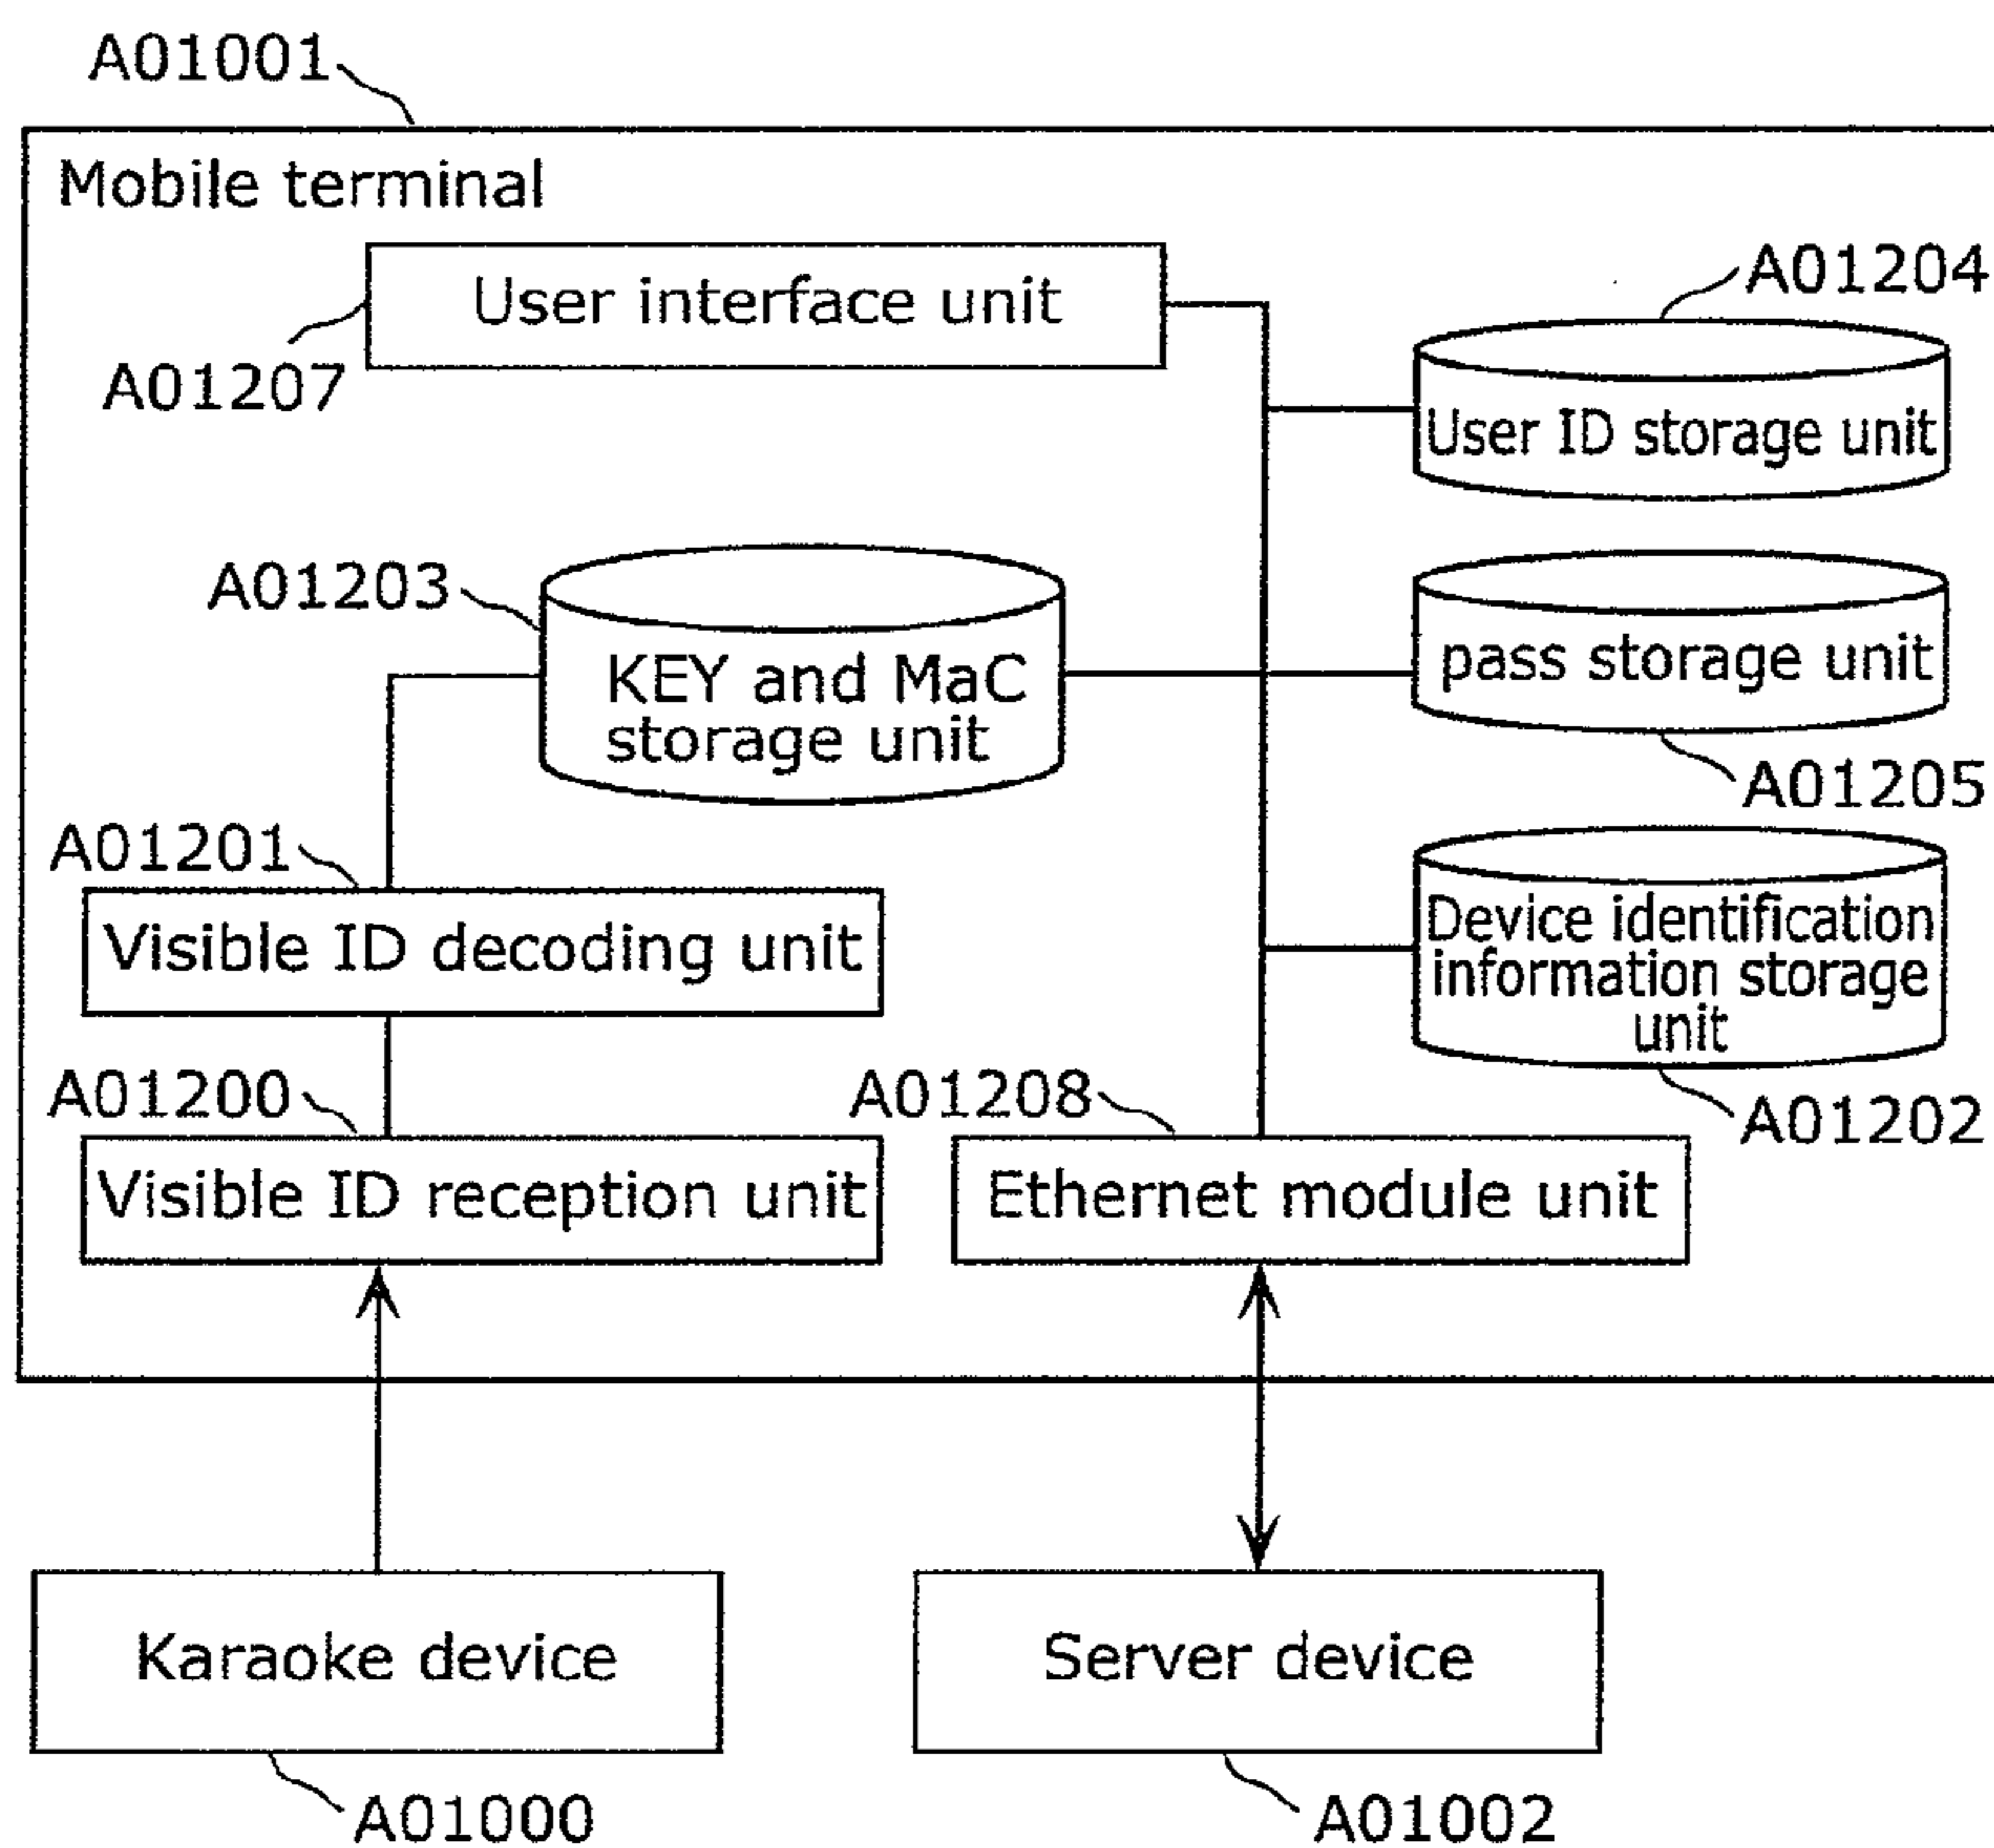 A01001
Mobile terminal
User interface unit
A01207
A01204
User ID storage unit
A01203
KEY and MaC
storage unit
pass storage unit
A01205
A01201
Visible ID decoding unit
Device identification
information storage
unit
A01202
A01200
Visible ID reception unit
A01208
Ethernet module unit
Karaoke device
A01000
Server device
A01002